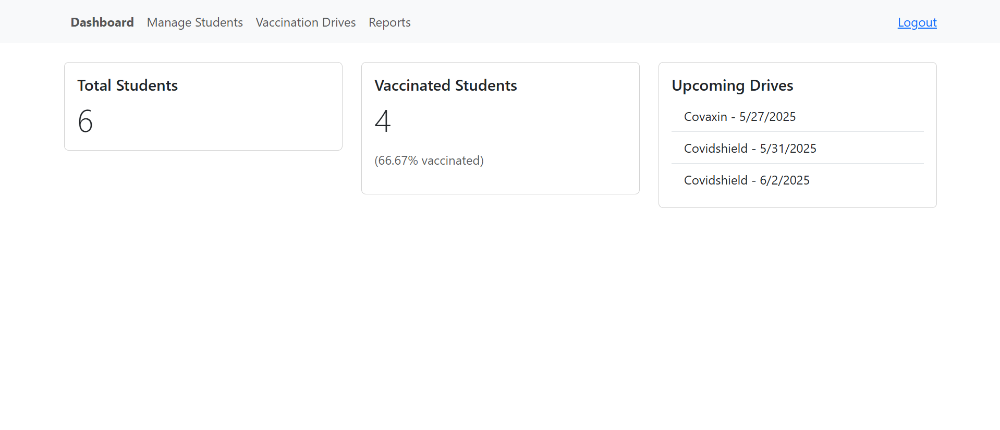 Dashboard Manage Students Vaccination Drives Reports Logout
Total Students
6
Vaccinated Students
4
(66.67% vaccinated)
Upcoming Drives
Covaxin - 5/27/2025
Covidshield - 5/31/2025
Covidshield - 6/2/2025